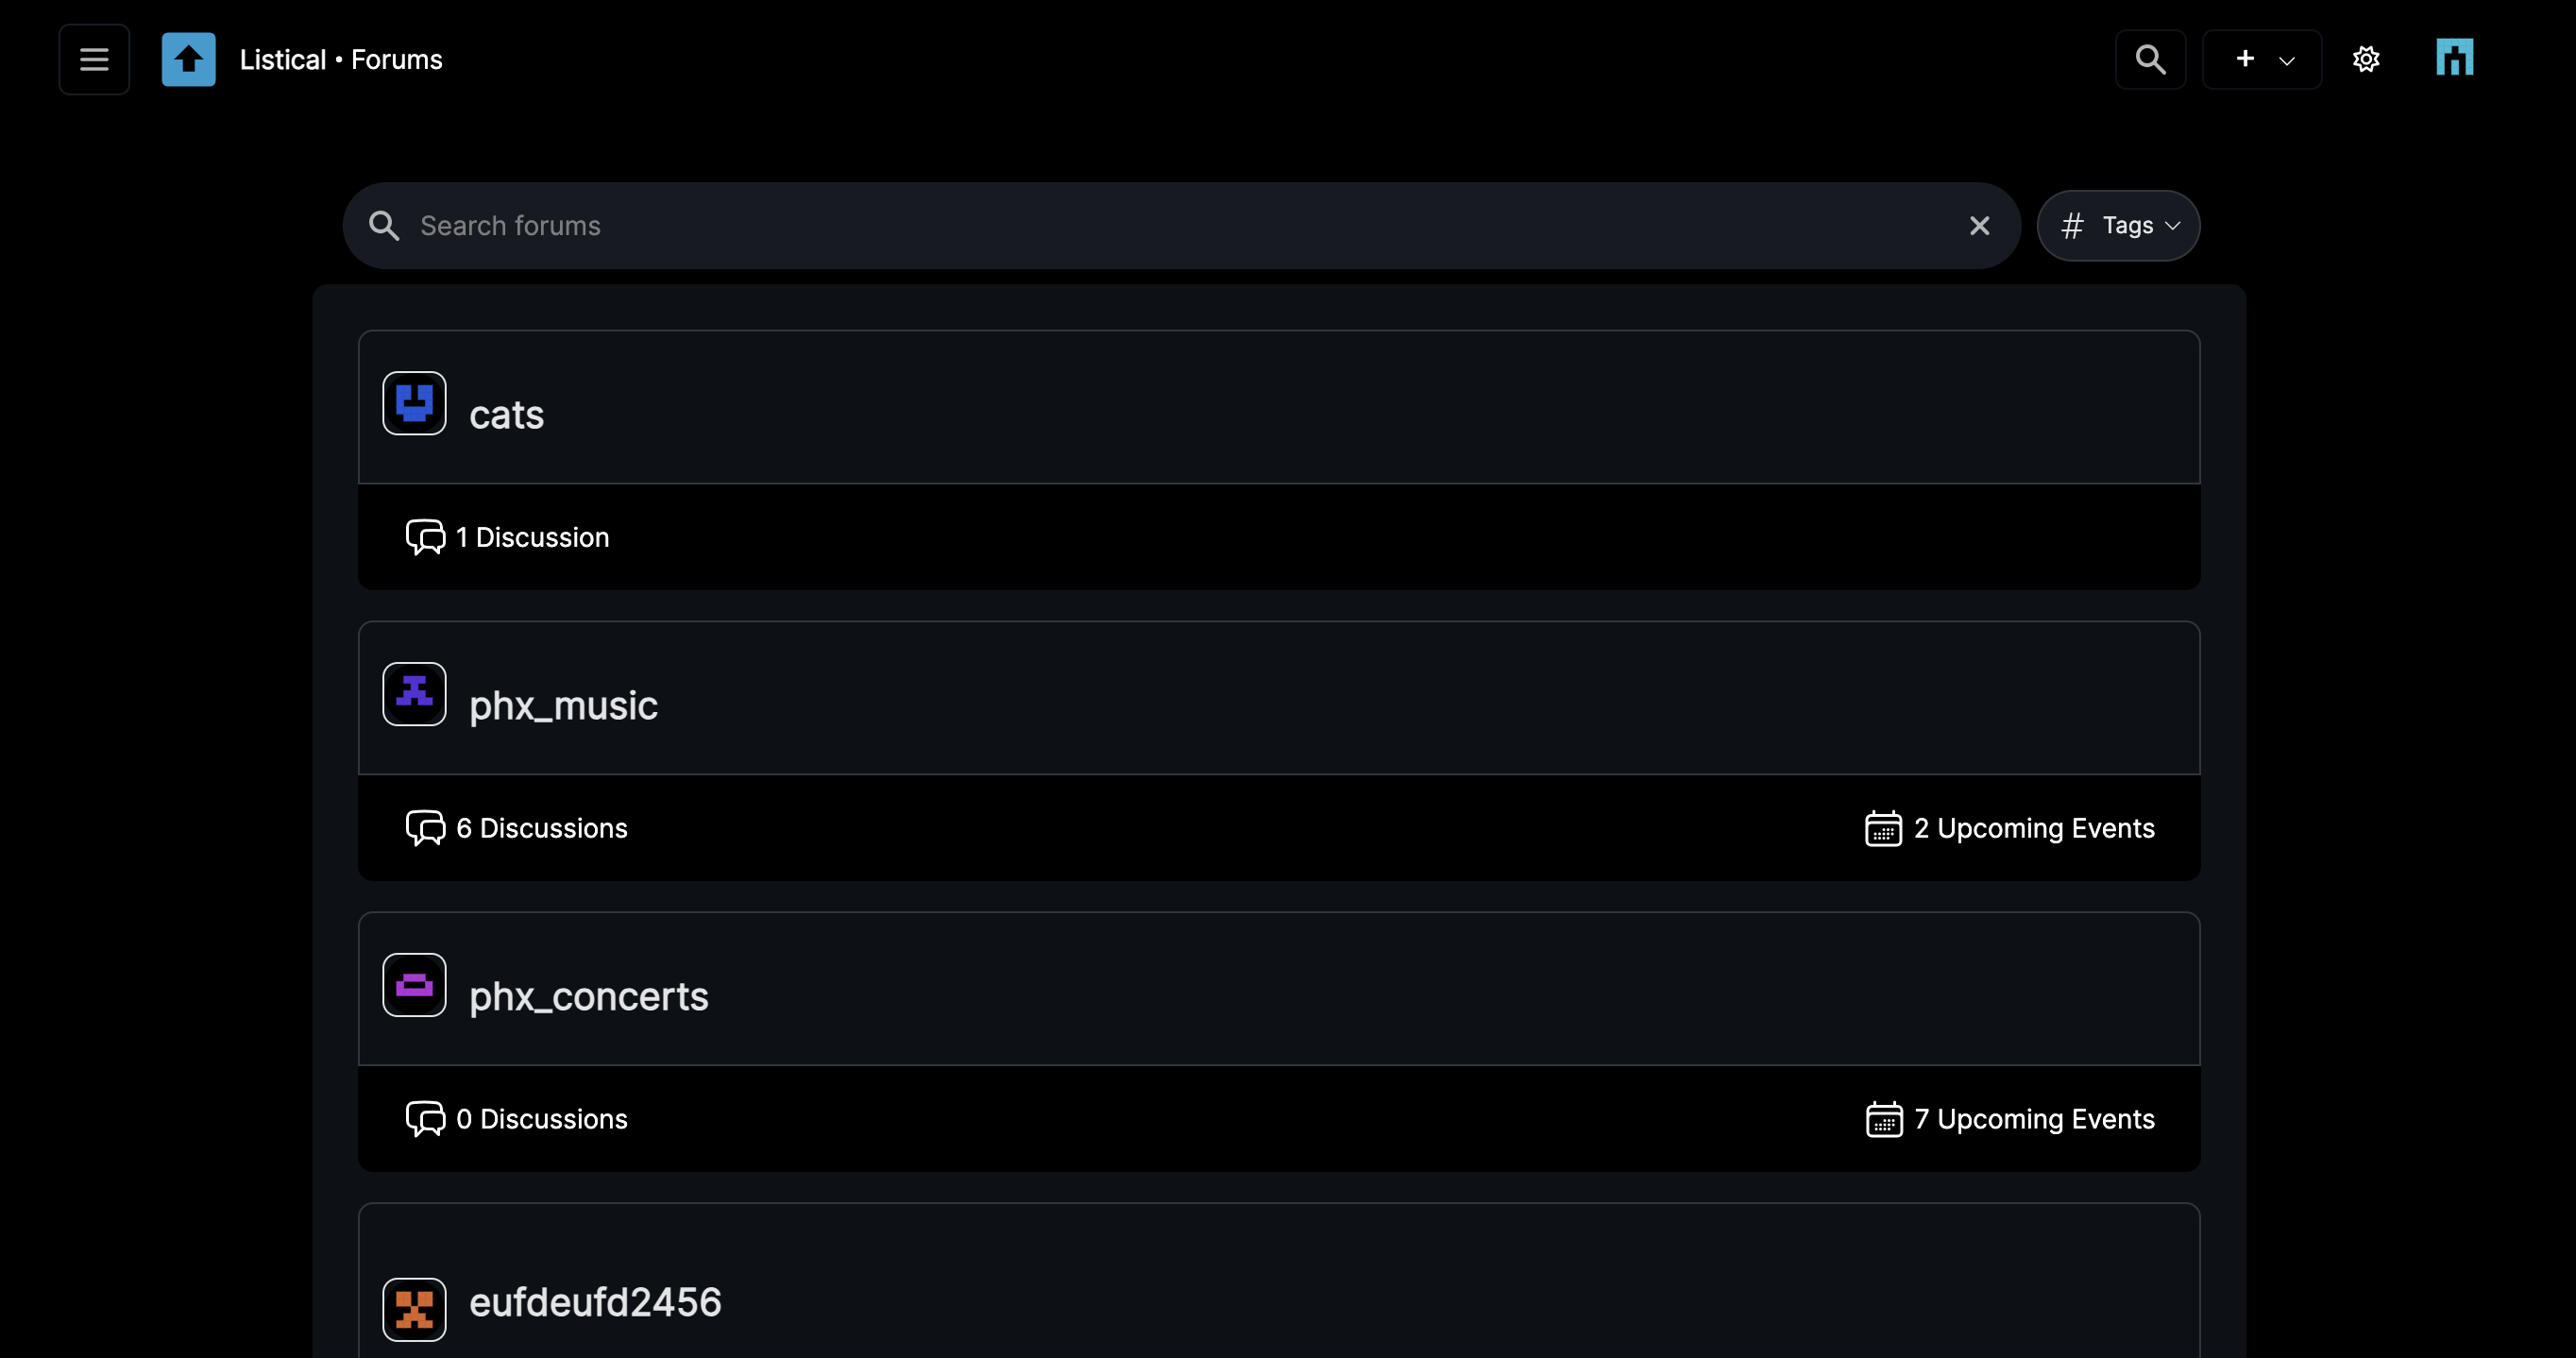 Listical • Forums
Search forums
Tags
cats
1 Discussion
phx_music
6 Discussions
2 Upcoming Events
phx_concerts
0 Discussions
7 Upcoming Events
eufdeufd2456